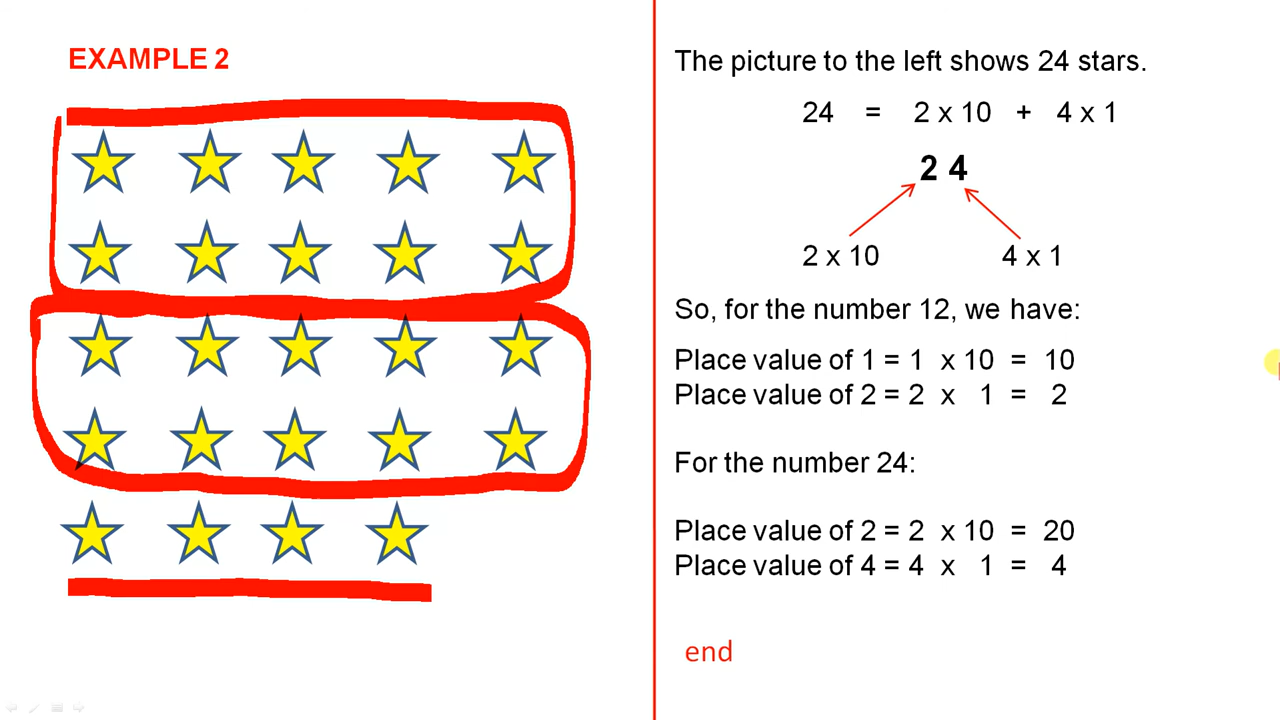 EXAMPLE 2
The picture to the left shows 24 stars.
24 = 2 x 10 + 4 x 1
2 4
2 x 10 4 x 1
So, for the number 12, we have:
Place value of 1 = 1 x 10 = 10
Place value of 2 = 2 x 1 = 2
For the number 24:
Place value of 2 = 2 x 10 = 20
Place value of 4 = 4 x 1 = 4
end